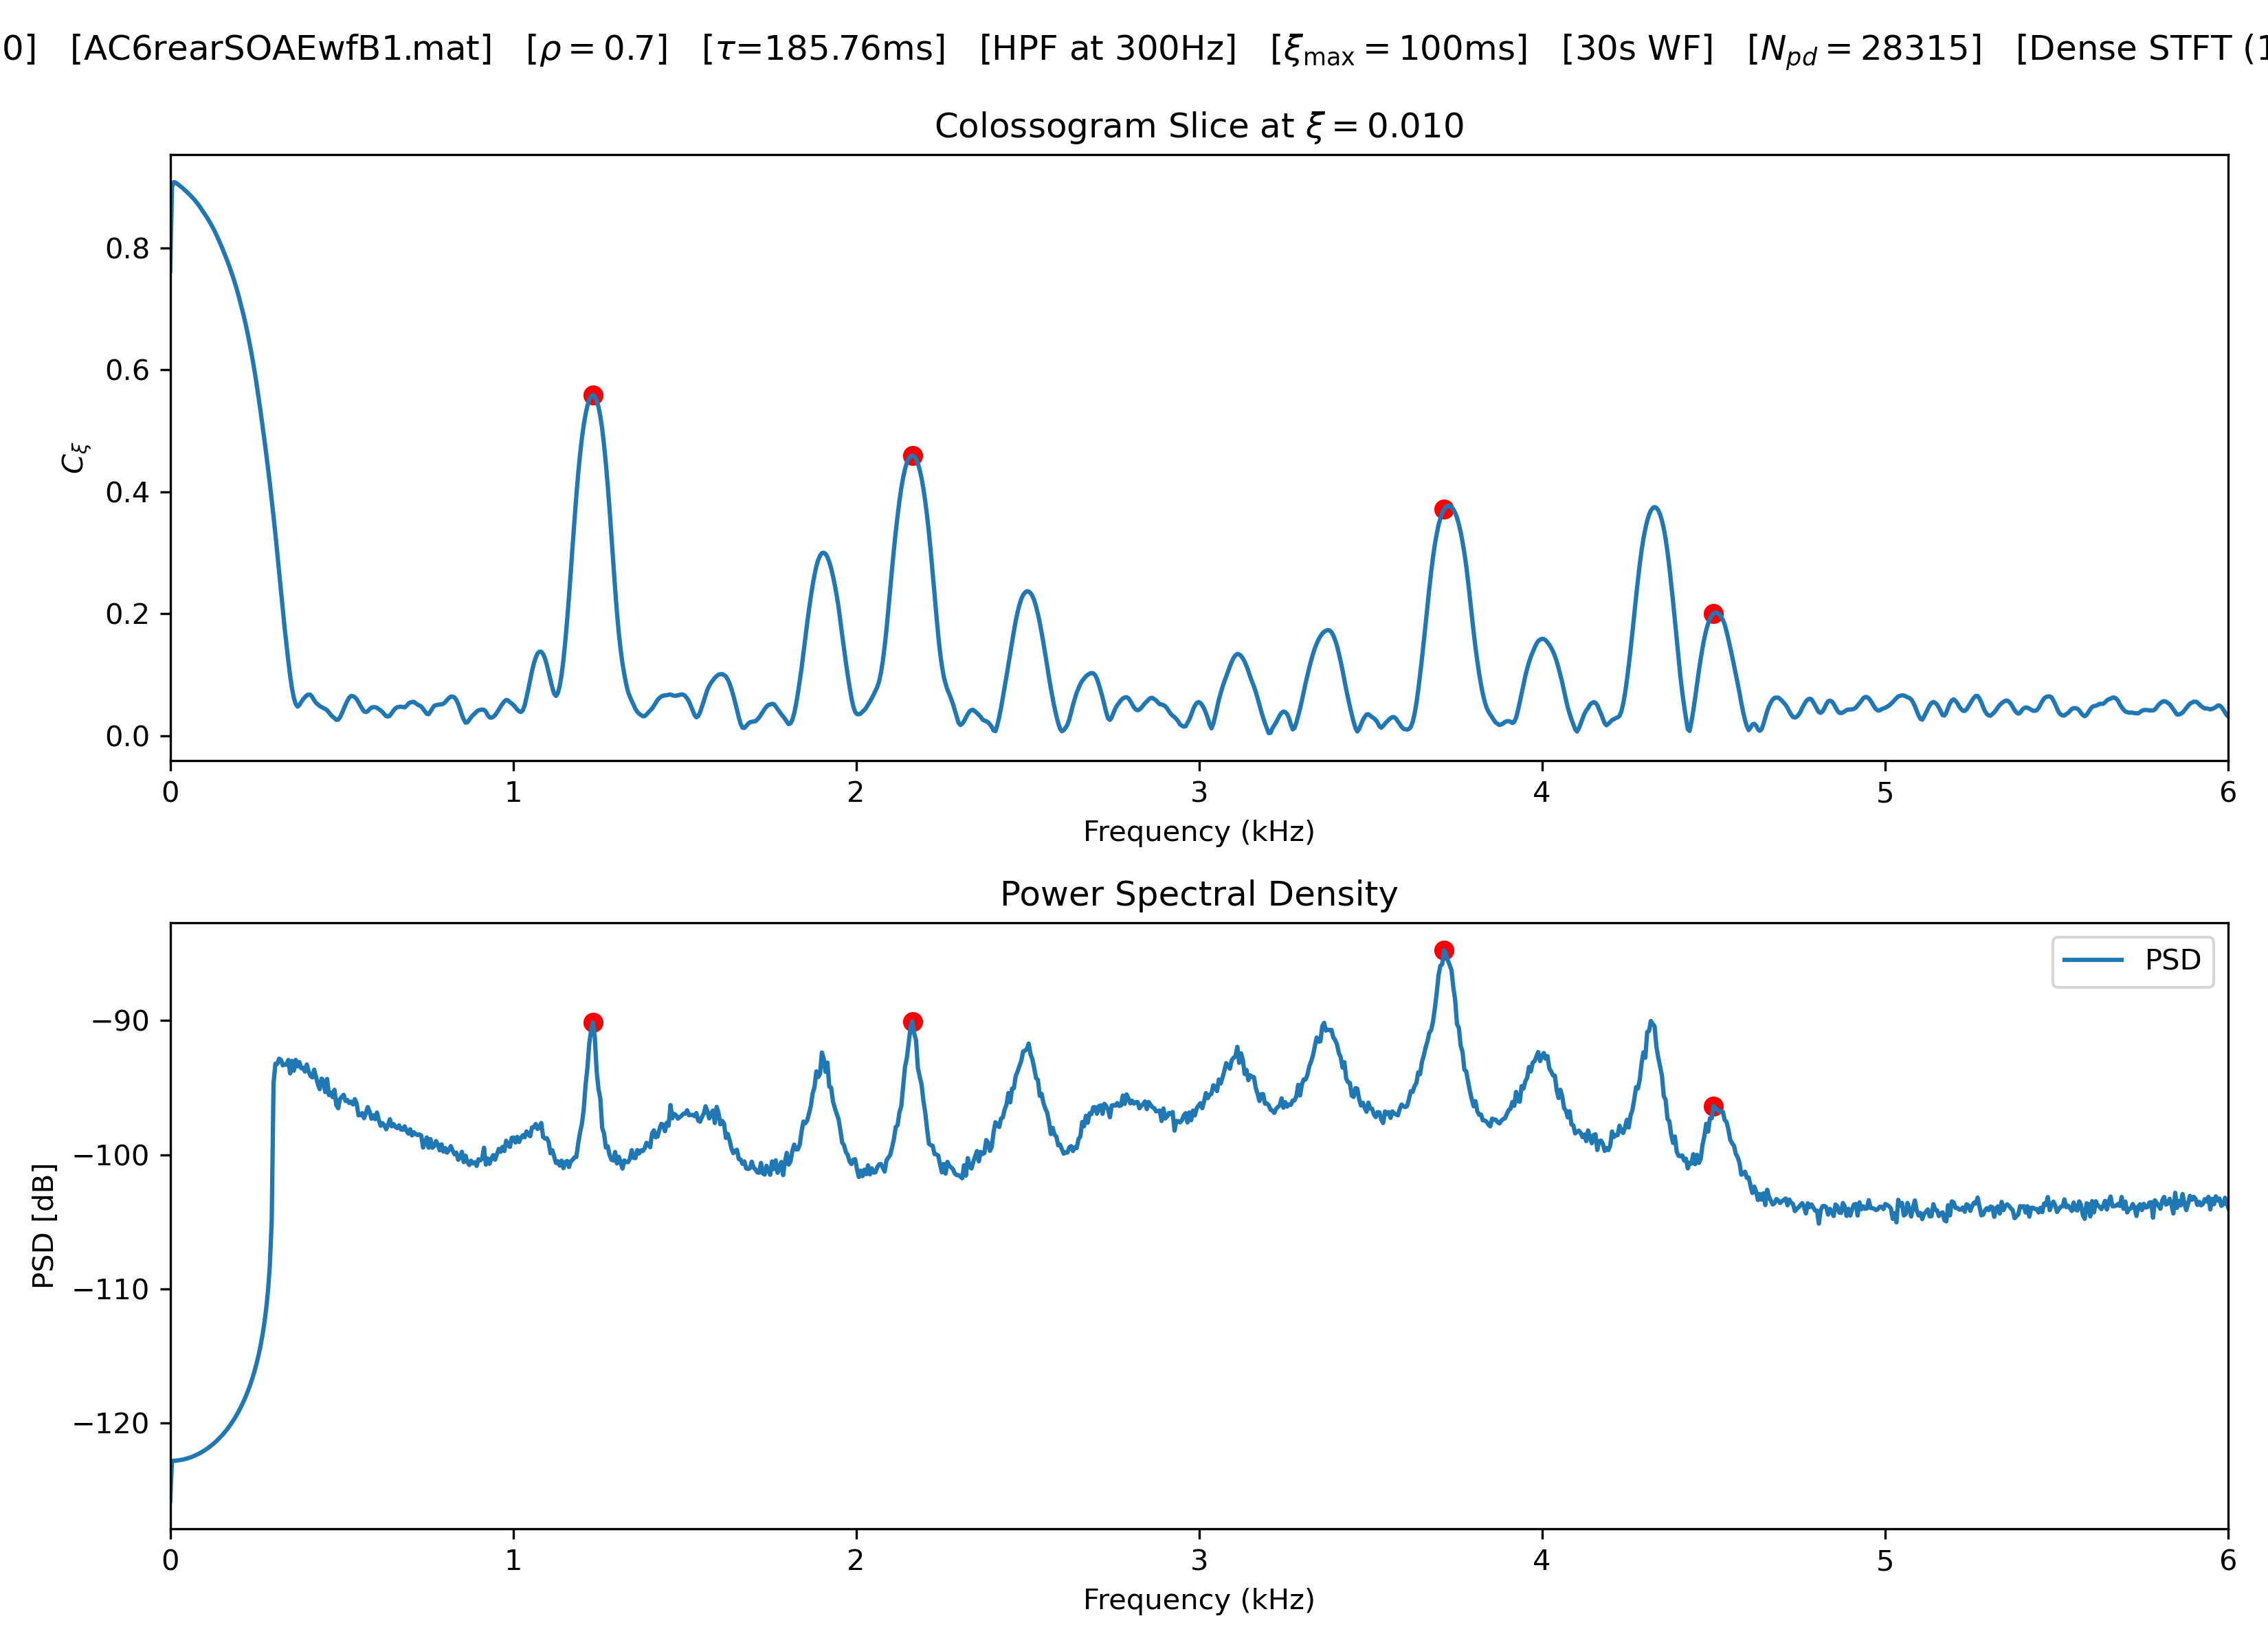 0] [AC6rearSOAEwfB1.mat] [ρ = 0.7] [τ=185.76ms] [HPF at 300Hz] [ξmax = 100ms] [30s WF] [Npd = 28315] [Dense STFT (1
Colossogram Slice at ξ = 0.010
0.8
0.6
0.4
0.2
0.0
Cξ
0 1 2 3 4 5 6
Frequency (kHz)
Power Spectral Density
PSD
−90
−100
−110
−120
PSD [dB]
0 1 2 3 4 5 6
Frequency (kHz)